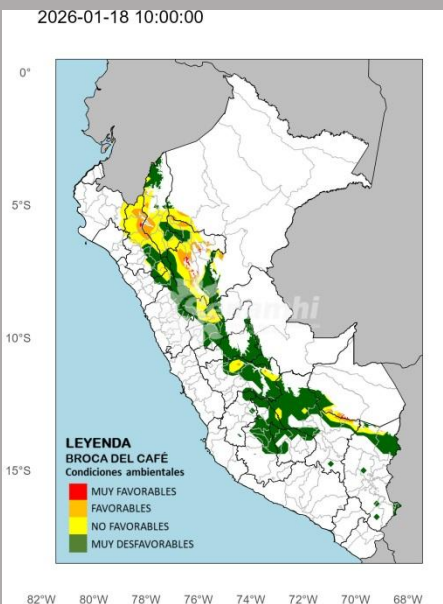 2026-01-18 10:00:00
0°
5°S
10°S
15°S
senamhi
LEYENDA
BROCA DEL CAFÉ
Condiciones ambientales
MUY FAVORABLES
FAVORABLES
NO FAVORABLES
MUY DESFAVORABLES
82°W 80°W 78°W 76°W 74°W 72°W 70°W 68°W